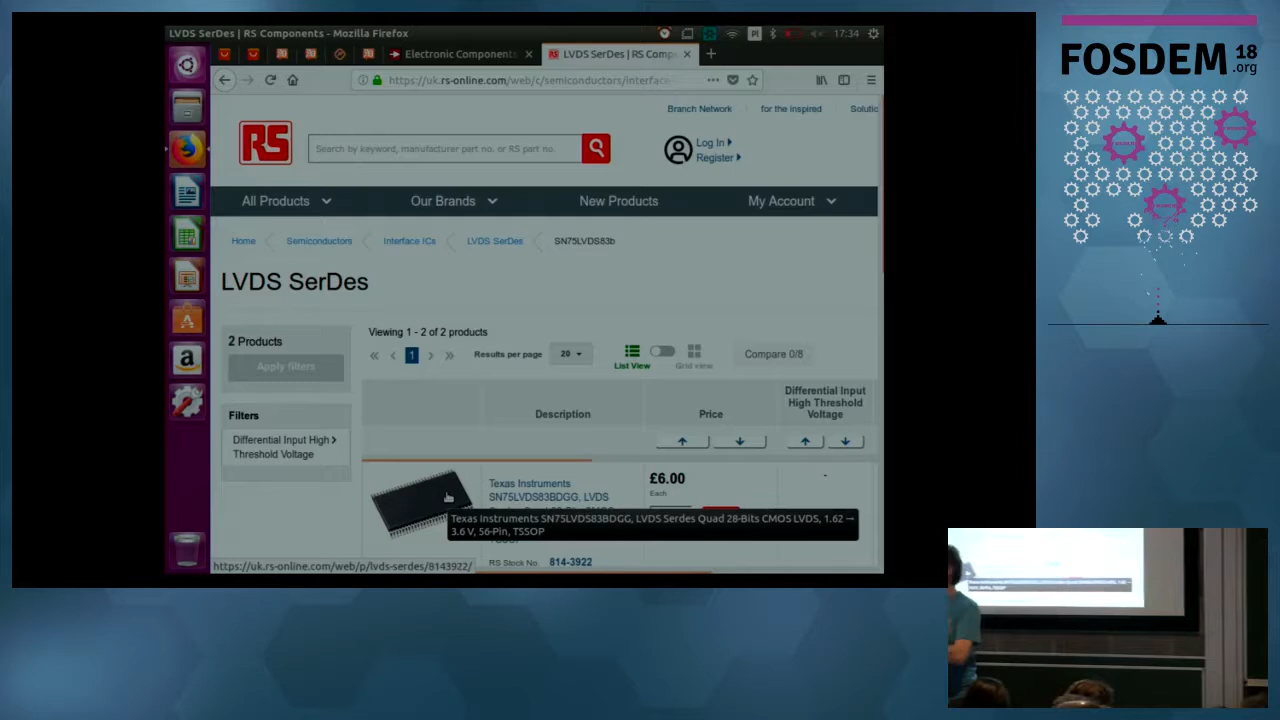 LVDS SerDes | RS Components - Mozilla Firefox
Pl
17:34
Electronic Components
LVDS SerDes | RS Comp
https://uk.rs-online.com/web/c/semiconductors/interface-
Branch Network
for the inspired
Solutio
RS
Search by keyword, manufacturer part no. or RS part no.
Log In
Register
All Products
Our Brands
New Products
My Account
Home
Semiconductors
Interface ICs
LVDS SerDes
SN75LVDS83b
LVDS SerDes
2 Products
Apply filters
Viewing 1 - 2 of 2 products
1
Results per page
20
List View
Grid view
Compare 0/8
Filters
Differential Input High
Threshold Voltage
Description
Price
Differential Input
High Threshold
Voltage
Texas Instruments
SN75LVDS83BDGG, LVDS
£6.00
Each
-
Texas Instruments SN75LVDS83BDGG, LVDS Serdes Quad 28-Bits CMOS LVDS, 1.62 →
3.6 V, 56-Pin, TSSOP
RS Stock No.
814-3922
https://uk.rs-online.com/web/p/lvds-serdes/8143922/
FOSDEM 18
.org